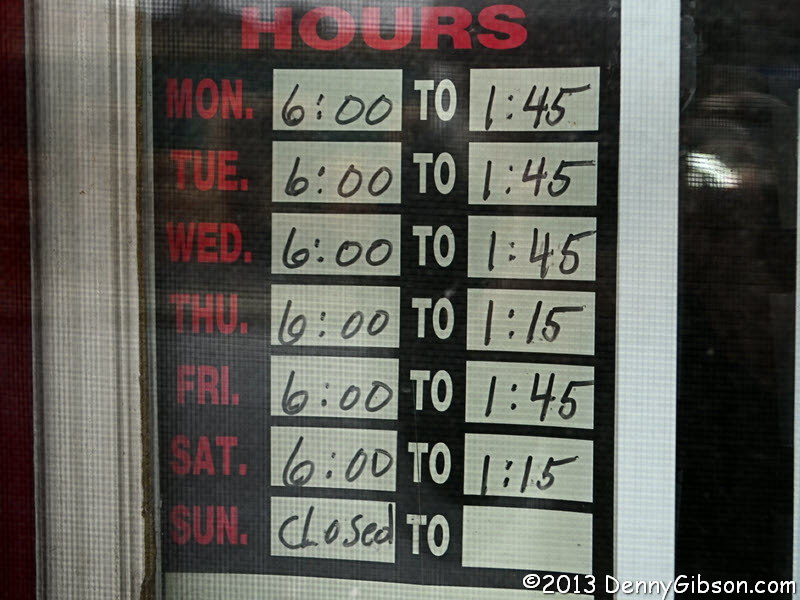 HOURS
MON. 6:00 TO 1:45
TUE. 6:00 TO 1:45
WED. 6:00 TO 1:45
THU. 6:00 TO 1:15
FRI. 6:00 TO 1:45
SAT. 6:00 TO 1:15
SUN. Closed TO
©2013 DennyGibson.com